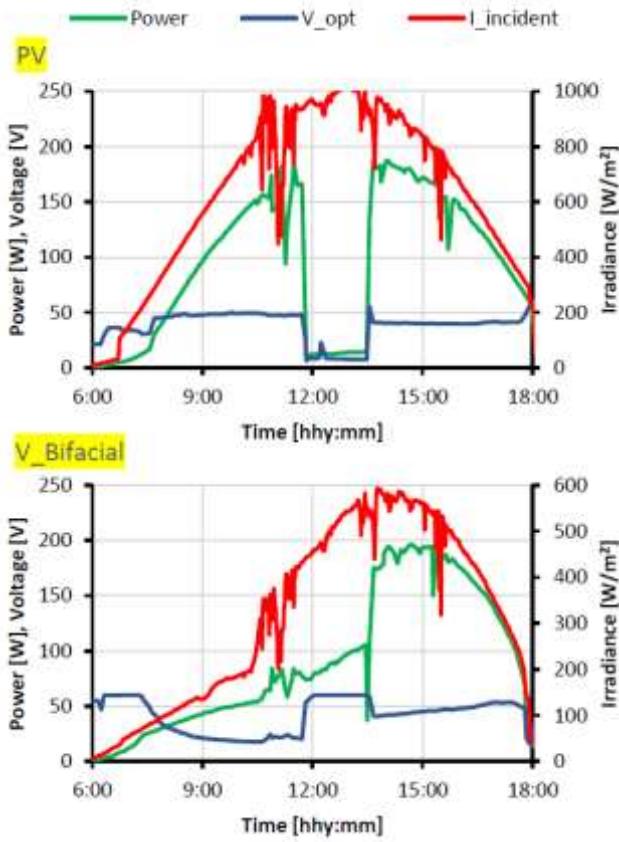 Power V_opt I_incident
PV
Power [W], Voltage [V]
250
200
150
100
50
0
1000
800
600
400
200
0
Irradiance [W/m²]
6:00 9:00 12:00 15:00 18:00
Time [hhy:mm]
V_Bifacial
Power [W], Voltage [V]
250
200
150
100
50
0
600
500
400
300
200
100
0
Irradiance [W/m²]
6:00 9:00 12:00 15:00 18:00
Time [hhy:mm]